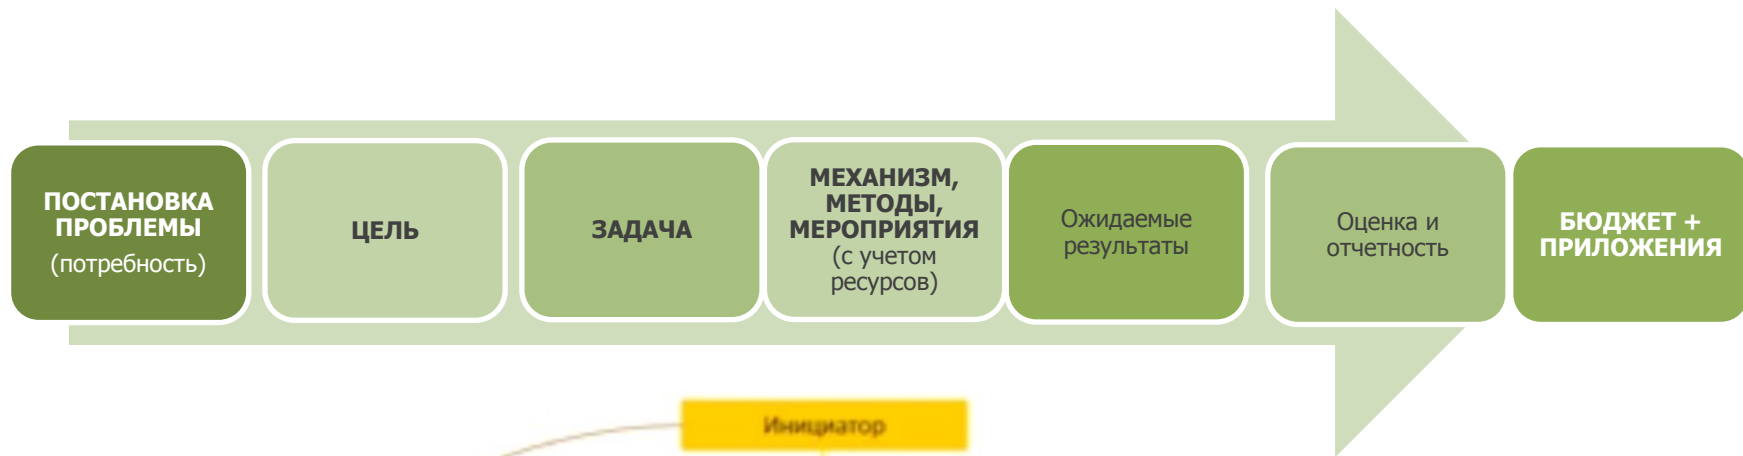 ПОСТАНОВКА
ПРОБЛЕМЫ
(потребность)
ЦЕЛЬ
ЗАДАЧА
МЕХАНИЗМ,
МЕТОДЫ,
МЕРОПРИЯТИЯ
(с учетом
ресурсов)
Ожидаемые
результаты
Оценка и
отчетность
БЮДЖЕТ +
ПРИЛОЖЕНИЯ
Инициатор